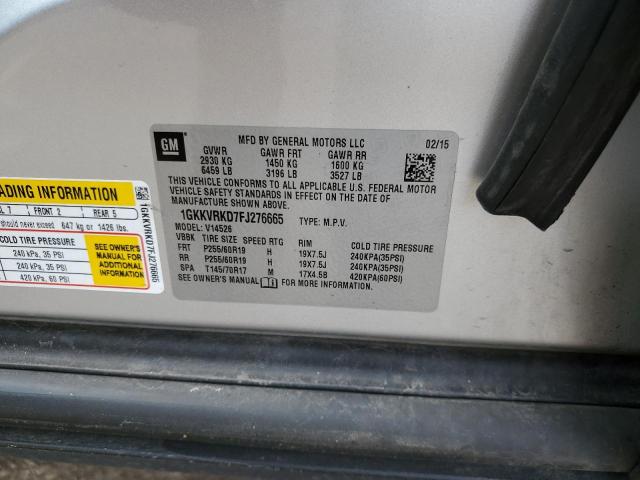 GM
MFD BY GENERAL MOTORS LLC 02/15
GVWR GAWR FRT GAWR RR
2930 KG 1450 KG 1600 KG
6459 LB 3196 LB 3527 LB
THIS VEHICLE CONFORMS TO ALL APPLICABLE U.S. FEDERAL MOTOR
VEHICLE SAFETY STANDARDS IN EFFECT ON THE DATE OF
MANUFACTURE SHOWN ABOVE.
1GKKVRKD7FJ276665 TYPE: M.P.V.
MODEL: V14526
VBBK TIRE SIZE SPEED RTG RIM COLD TIRE PRESSURE
FRT P255/60R19 H 19X7.5J 240KPA(35PSI)
RR P255/60R19 H 19X7.5J 240KPA(35PSI)
SPA T145/70R17 M 17X4.5B 420KPA(60PSI)
SEE OWNER'S MANUAL FOR MORE INFORMATION.
ADING INFORMATION
7 FRONT 2 REAR 5
should never exceed 647 kg or 1426 lbs.
COLD TIRE PRESSURE
240 kPA, 35 PSI
240 kPA, 35 PSI
420 kPA, 60 PSI
SEE OWNER'S
MANUAL FOR
ADDITIONAL
INFORMATION
1GKKVRKD7FJ276665